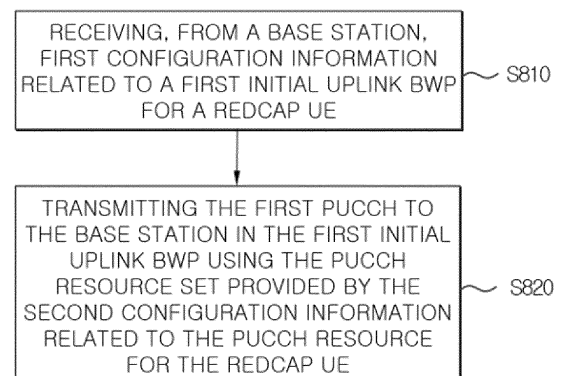 RECEIVING, FROM A BASE STATION,
FIRST CONFIGURATION INFORMATION
RELATED TO A FIRST INITIAL UPLINK BWP
FOR A REDCAP UE
S810
TRANSMITTING THE FIRST PUCCH TO
THE BASE STATION IN THE FIRST INITIAL
UPLINK BWP USING THE PUCCH
RESOURCE SET PROVIDED BY THE
SECOND CONFIGURATION INFORMATION
RELATED TO THE PUCCH RESOURCE
FOR THE REDCAP UE
S820